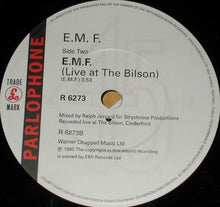 E.M.F.
Side Two
E.M.F.
(Live at The Bilson)
(E.M.F) 3.53
R 6273
Mixed by Ralph Jezzard for Strychnine Productions
Recorded live at The Bilson, Cinderford
R 6273B
Warner Chappell Music Ltd
℗ 1990 The copyright in this sound recording
is owned by EMI Records Ltd
PARLOPHONE
TRADE MARK